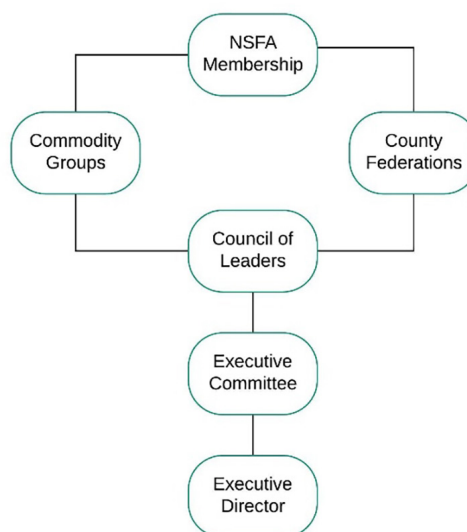 NSFA
Membership
Commodity
Groups
County
Federations
Council of
Leaders
Executive
Committee
Executive
Director